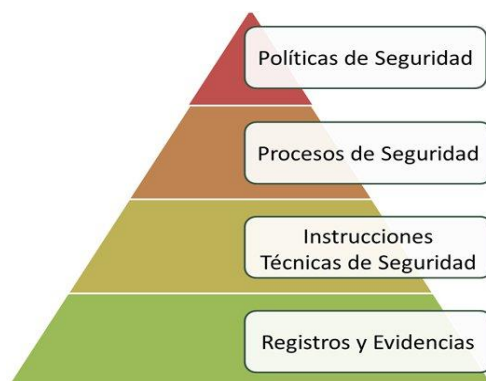 Políticas de Seguridad
Procesos de Seguridad
Instrucciones
Técnicas de Seguridad
Registros y Evidencias